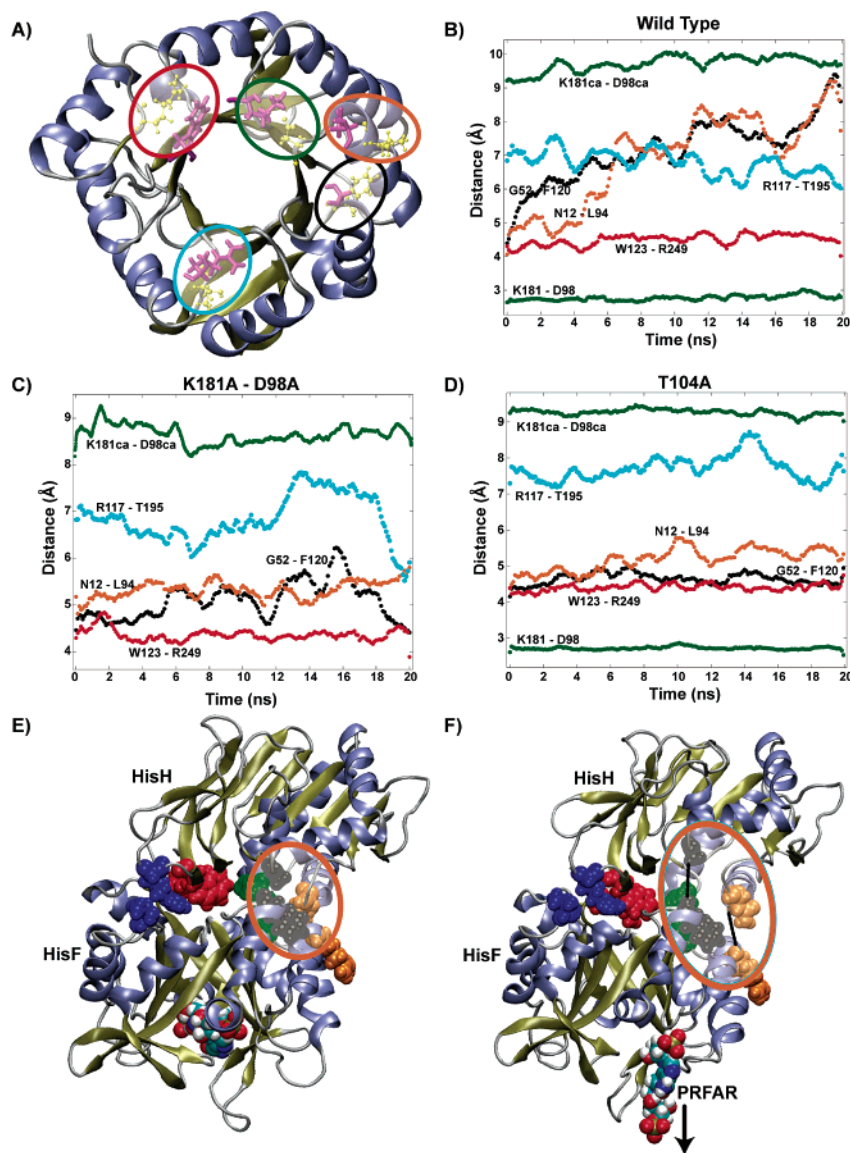 A)
B)
Wild Type
Distance (Å)
10
9
8
7
6
5
4
3
K181ca - D98ca
G52 - F120
N12 - L94
R117 - T195
W123 - R249
K181 - D98
0 2 4 6 8 10 12 14 16 18 20
Time (ns)
C)
K181A - D98A
Distance (Å)
9
8
7
6
5
4
K181ca - D98ca
R117 - T195
N12 - L94
G52 - F120
W123 - R249
0 2 4 6 8 10 12 14 16 18 20
Time (ns)
D)
T104A
Distance (Å)
9
8
7
6
5
4
3
K181ca - D98ca
R117 - T195
N12 - L94
G52 - F120
W123 - R249
K181 - D98
0 2 4 6 8 10 12 14 16 18 20
Time (ns)
E)
HisH
HisF
F)
HisH
HisF
PRFAR